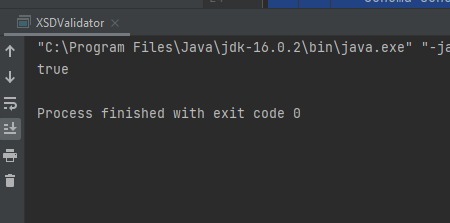 XSDValidator
"C:\Program Files\Java\jdk-16.0.2\bin\java.exe" "-ja
true
Process finished with exit code 0